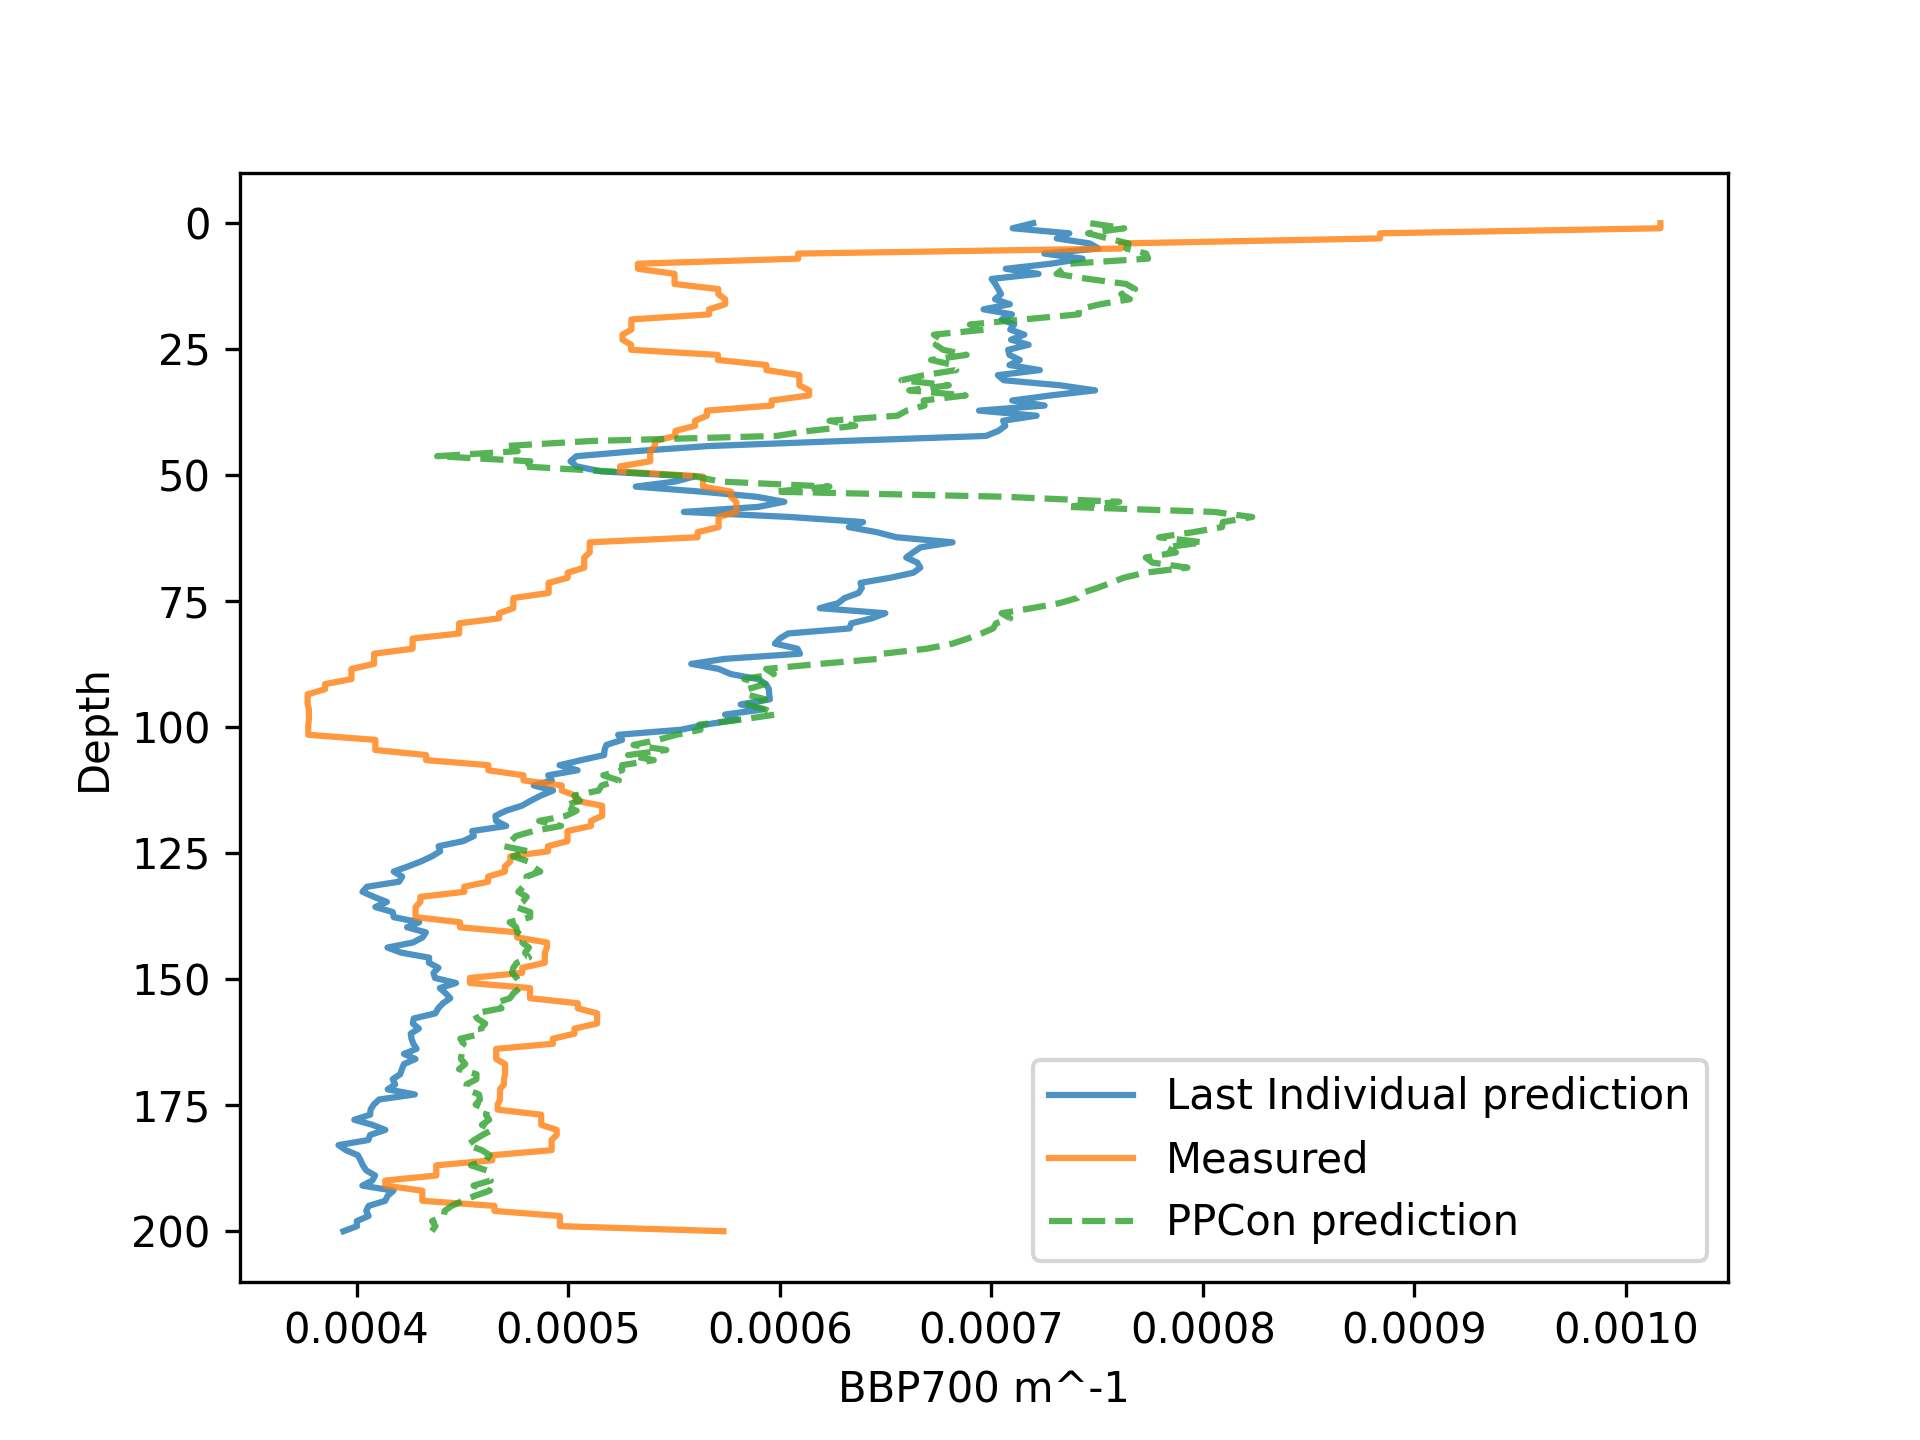 0
25
50
75
100
125
150
175
200
Depth
0.0004 0.0005 0.0006 0.0007 0.0008 0.0009 0.0010
BBP700 m^-1
Last Individual prediction
Measured
PPCon prediction